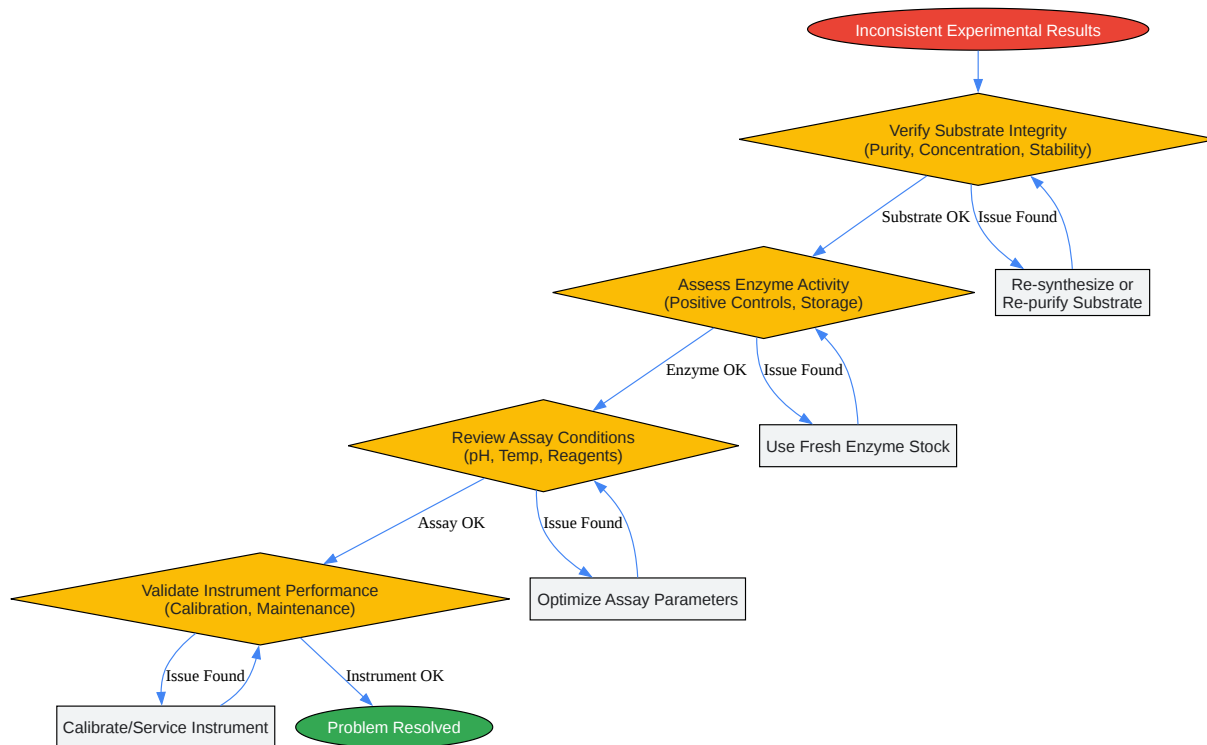 Inconsistent Experimental Results
Verify Substrate Integrity
(Purity, Concentration, Stability)
Substrate OK
Issue Found
Assess Enzyme Activity
(Positive Controls, Storage)
Re-synthesize or
Re-purify Substrate
Enzyme OK
Issue Found
Review Assay Conditions
(pH, Temp, Reagents)
Use Fresh Enzyme Stock
Assay OK
Issue Found
Validate Instrument Performance
(Calibration, Maintenance)
Optimize Assay Parameters
Issue Found
Instrument OK
Calibrate/Service Instrument
Problem Resolved